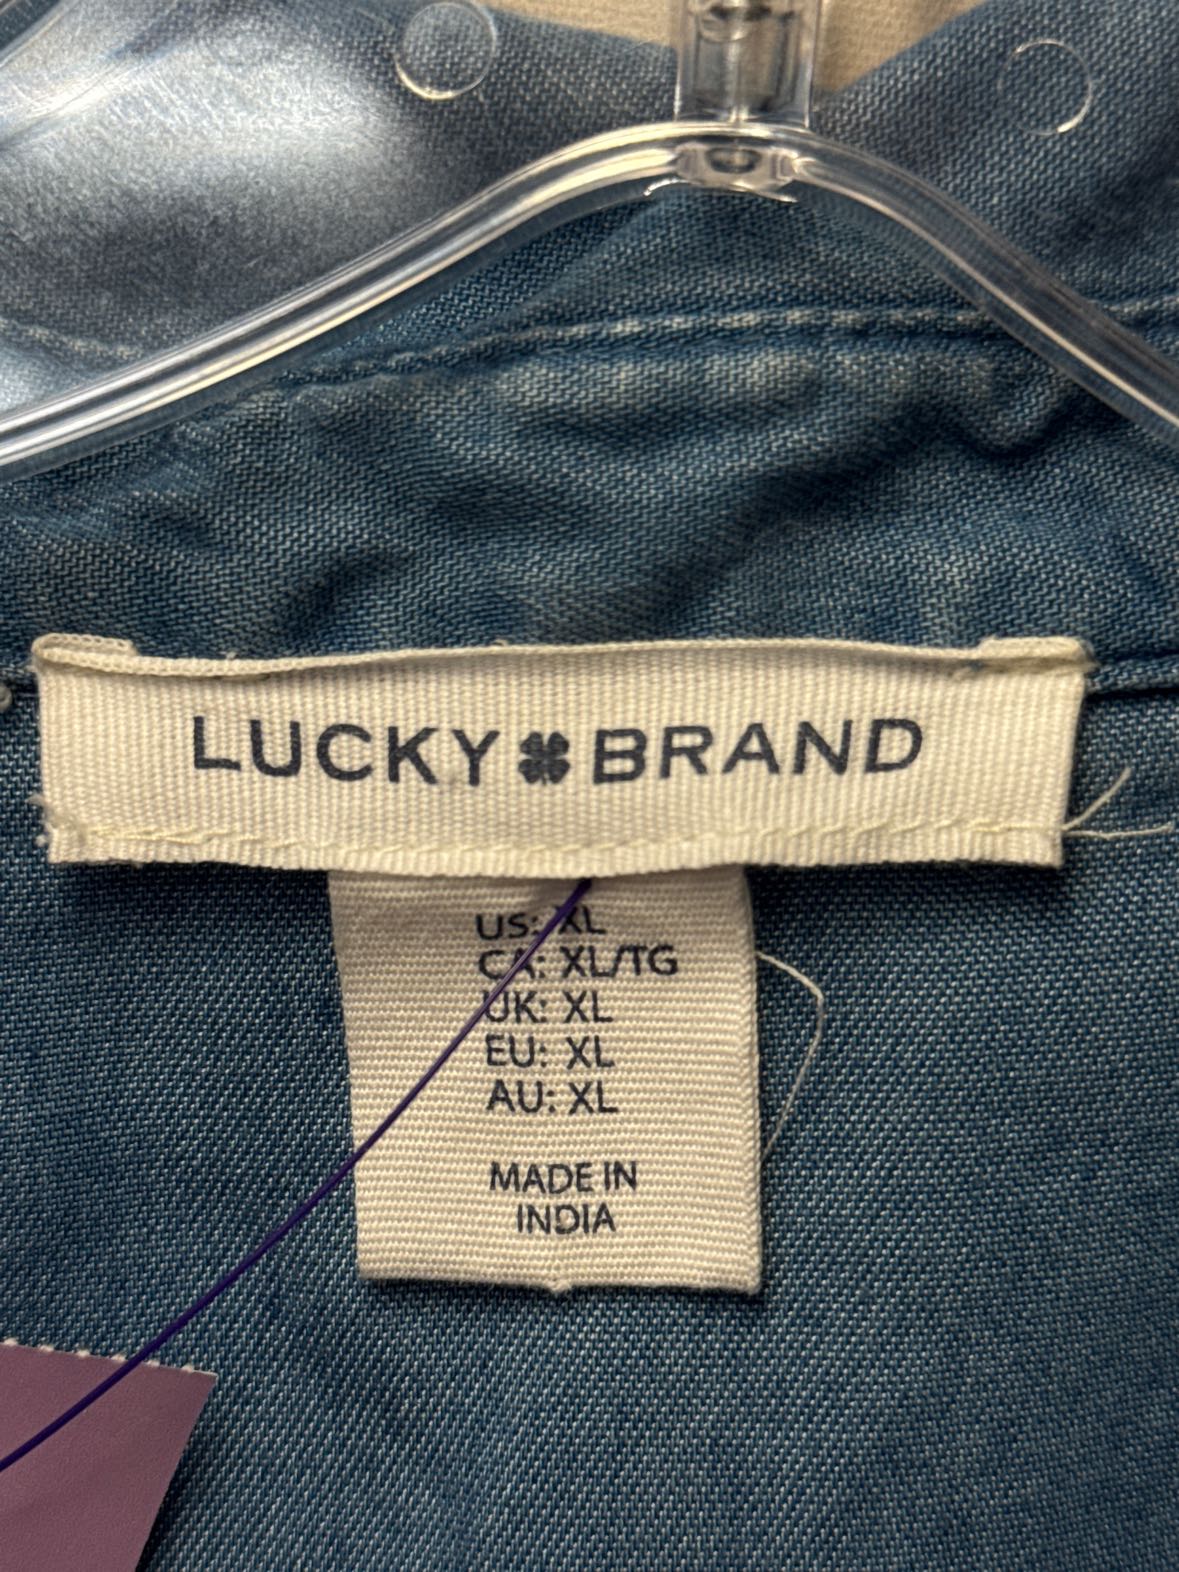 LUCKY BRAND
US: XL
CA: XL/TG
UK: XL
EU: XL
AU: XL
MADE IN
INDIA